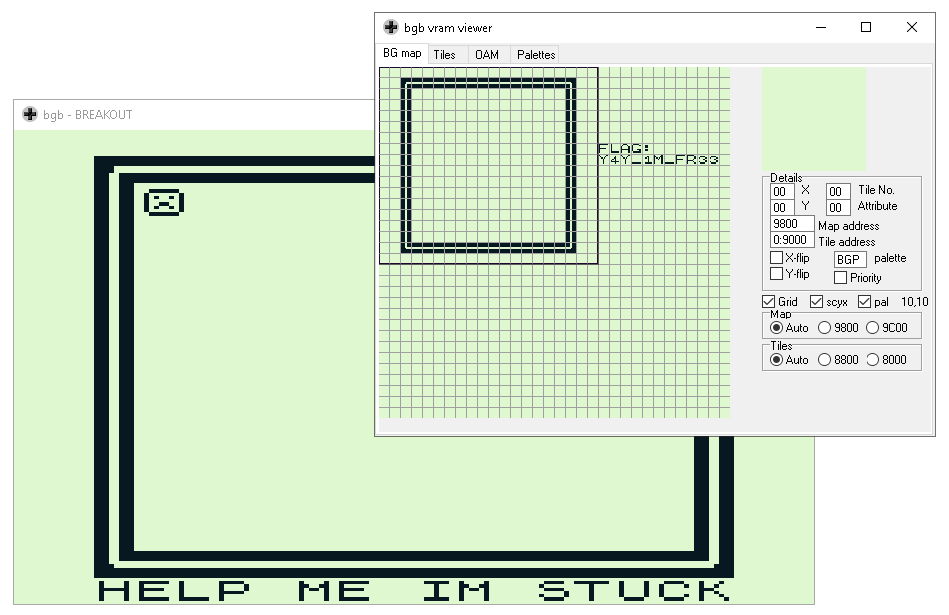 bgb - BREAKOUT
HELP ME IM STUCK
bgb vram viewer
BG map Tiles OAM Palettes
FLAG:
Y4Y_1M_FR33
Details
00 X 00 Tile No.
00 Y 00 Attribute
9800 Map address
0:9000 Tile address
X-flip BGP palette
Y-flip Priority
Grid scyx pal 10,10
Map
Auto 9800 9C00
Tiles
Auto 8800 8000